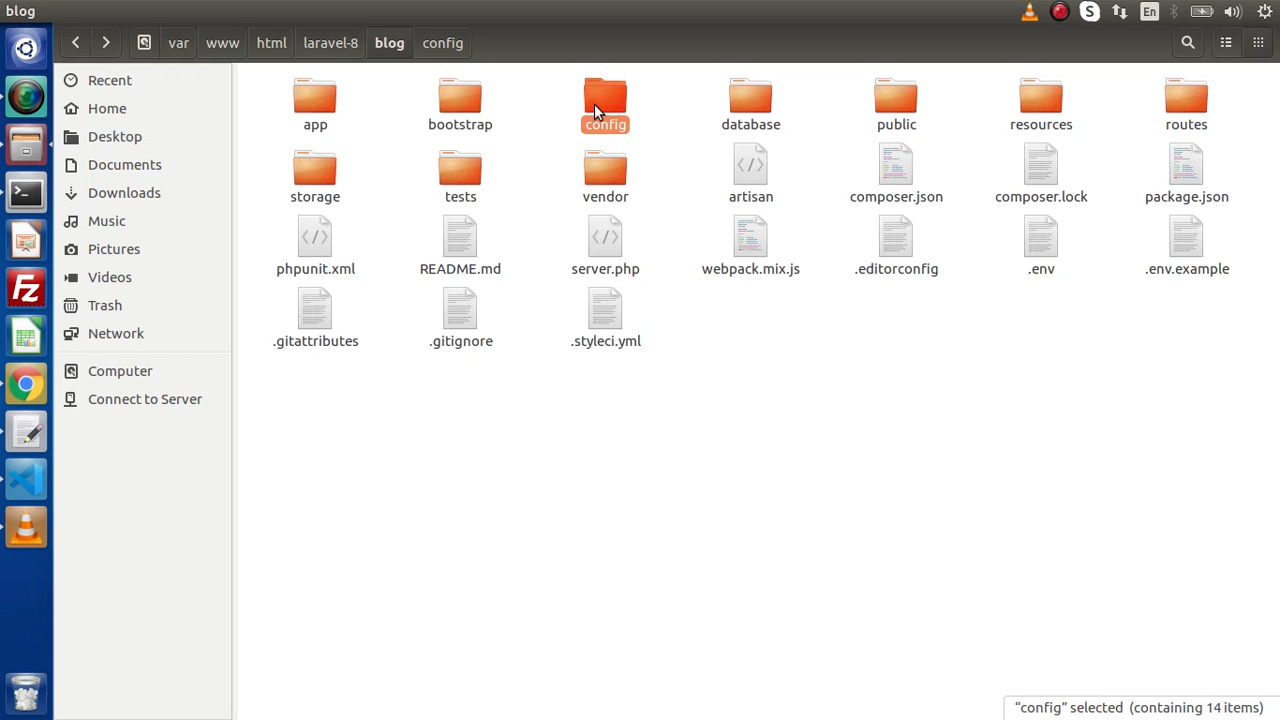 blog
En
var www html laravel-8 blog config
Recent
Home
Desktop
Documents
Downloads
Music
Pictures
Videos
Trash
Network
Computer
Connect to Server
app bootstrap config database public resources routes
storage tests vendor artisan composer.json composer.lock package.json
phpunit.xml README.md server.php webpack.mix.js .editorconfig .env .env.example
.gitattributes .gitignore .styleci.yml
Fz
S
“config” selected (containing 14 items)